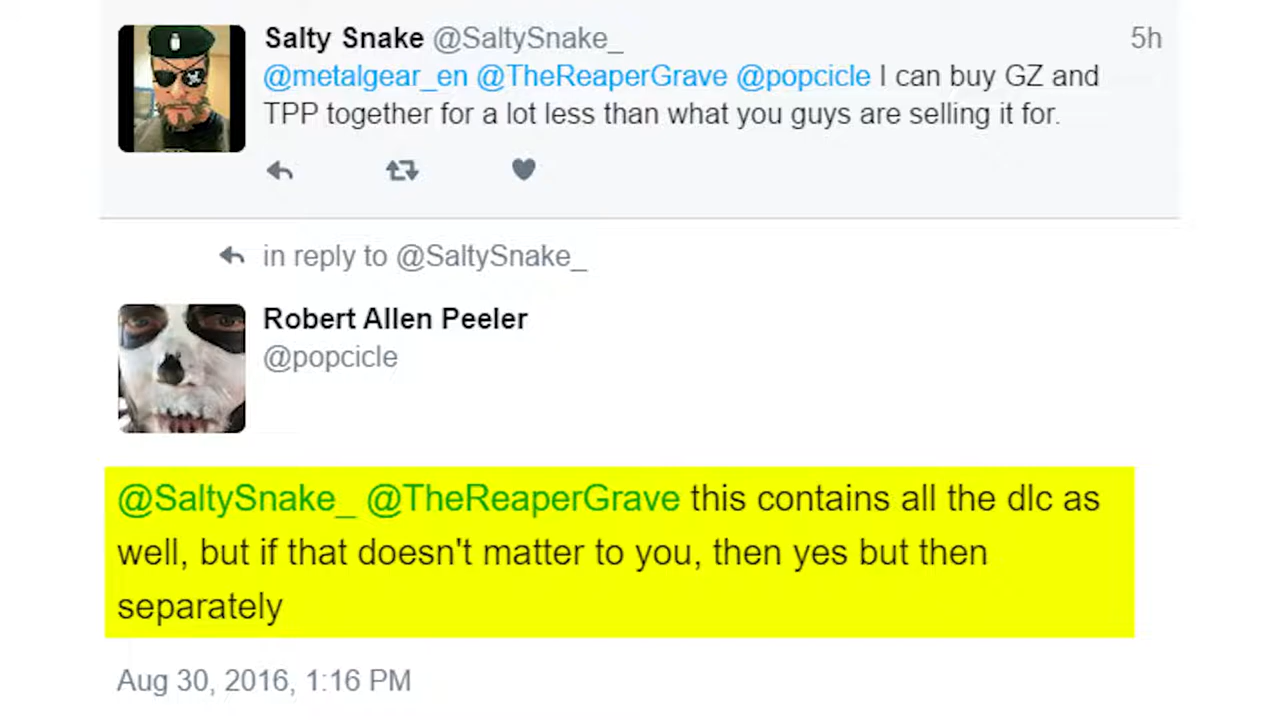 Salty Snake @SaltySnake_ 5h
@metalgear_en @TheReaperGrave @popcicle I can buy GZ and
TPP together for a lot less than what you guys are selling it for.
in reply to @SaltySnake_
Robert Allen Peeler
@popcicle
@SaltySnake_ @TheReaperGrave this contains all the dlc as
well, but if that doesn't matter to you, then yes but then
separately
Aug 30, 2016, 1:16 PM